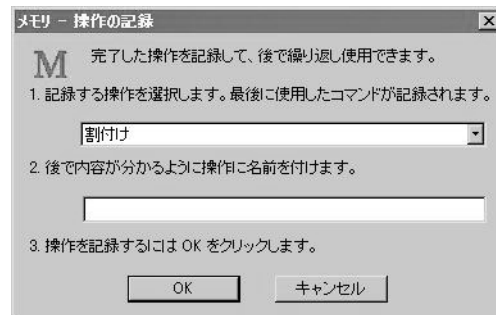 メモリ - 操作の記録
M
完了した操作を記録して、後で繰り返し使用できます。
1. 記録する操作を選択します。最後に使用したコマンドが記録されます。
割付け
2. 後で内容が分かるように操作に名前を付けます。
3. 操作を記録するには OK をクリックします。
OK キャンセル